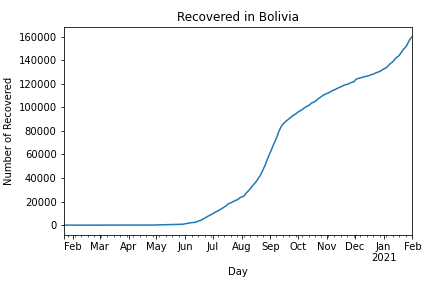 Recovered in Bolivia
Number of Recovered
160000
140000
120000
100000
80000
60000
40000
20000
0
Feb Mar Apr May Jun Jul Aug Sep Oct Nov Dec Jan Feb
2021
Day